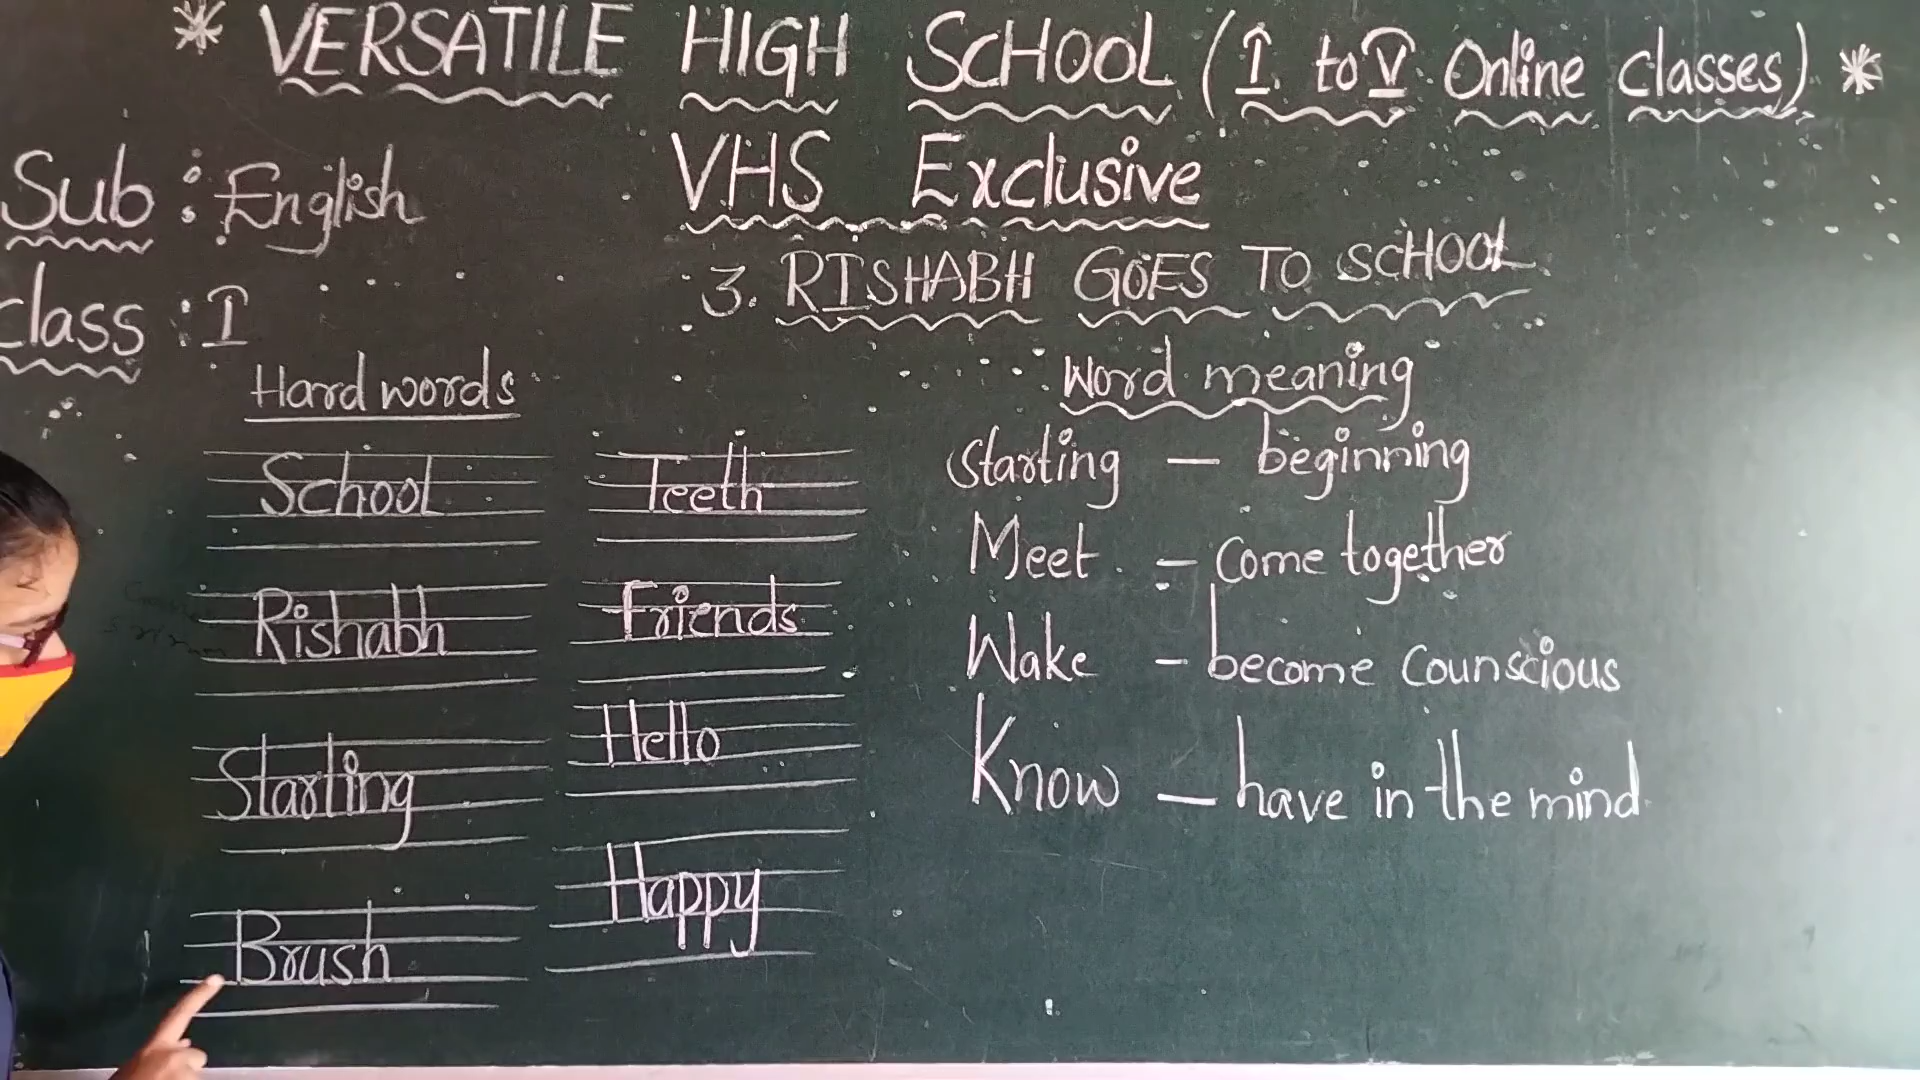 * VERSATILE HIGH SCHOOL (I to V Online classes) *
VHS Exclusive
Sub : English
3. RISHABH GOES TO SCHOOL
class : I
Hard words
School
Teeth
Rishabh
Friends
Starting
Hello
Brush
Happy
Word meaning
Starting — beginning
Meet – Come together
Wake – become Counscious
Know — have in the mind